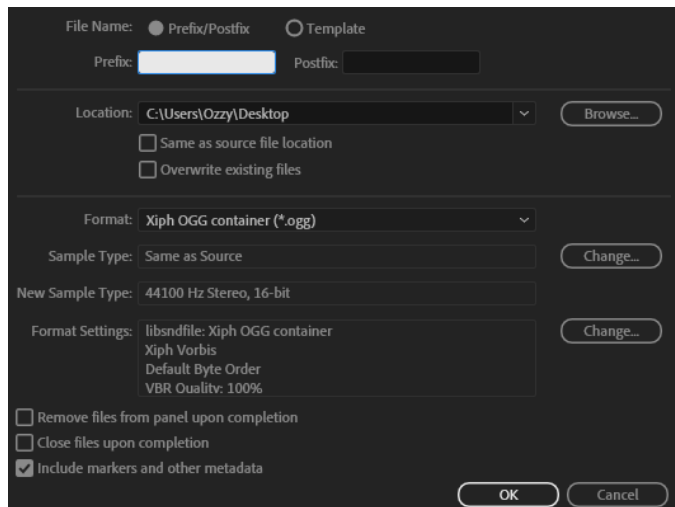 File Name: Prefix/Postfix Template
Prefix: Postfix:
Location: C:\Users\Ozzy\Desktop Browse...
Same as source file location
Overwrite existing files
Format: Xiph OGG container (*.ogg)
Sample Type: Same as Source Change...
New Sample Type: 44100 Hz Stereo, 16-bit
Format Settings: libsndfile: Xiph OGG container Change...
Xiph Vorbis
Default Byte Order
VBR Quality: 100%
Remove files from panel upon completion
Close files upon completion
Include markers and other metadata
OK Cancel